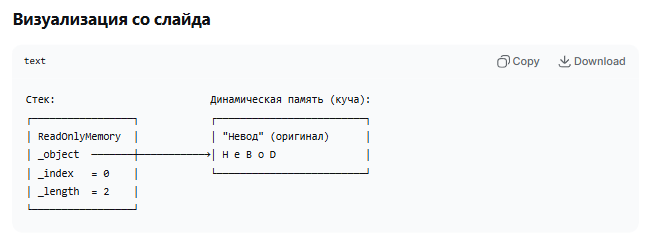 Визуализация со слайда
text
Copy
Download
Стек: Динамическая память (куча):
ReadOnlyMemory "Невод" (оригинал)
_object Н е В о D
_index = 0
_length = 2